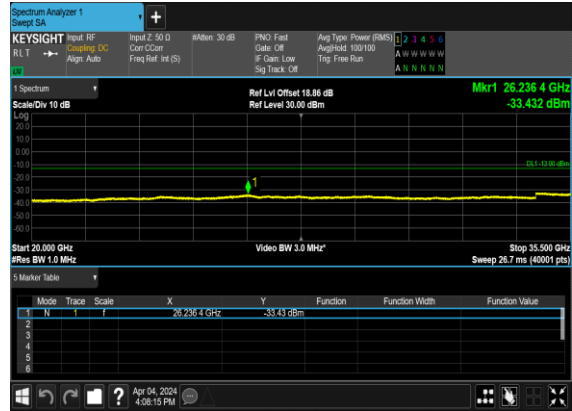 Spectrum Analyzer 1
Swept SA
+
KEYSIGHT Input: RF Input Z: 50 Ω #Atten: 30 dB PNO: Fast Avg Type: Power (RMS) 1 2 3 4 5 6
RLT Coupling: DC Corr CCorr Gate: Off Avg|Hold: 100/100 A W W W W W
Align: Auto Freq Ref: Int (S) IF Gain: Low Trig: Free Run
Sig Track: Off A N N N N N
1 Spectrum Ref Lvl Offset 18.86 dB Mkr1 26.236 4 GHz
Scale/Div 10 dB Ref Level 30.00 dBm -33.432 dBm
Log
20.0
10.0
0.00
-10.0 DL1 -13.00 dBm
-20.0
-30.0 1
-40.0
-50.0
-60.0
Start 20.000 GHz Video BW 3.0 MHz* Stop 35.500 GHz
#Res BW 1.0 MHz Sweep 26.7 ms (40001 pts)
5 Marker Table
Mode Trace Scale X Y Function Function Width Function Value
1 N 1 f 26.236 4 GHz -33.43 dBm
2
3
4
5
6
? Apr 04, 2024
4:08:15 PM